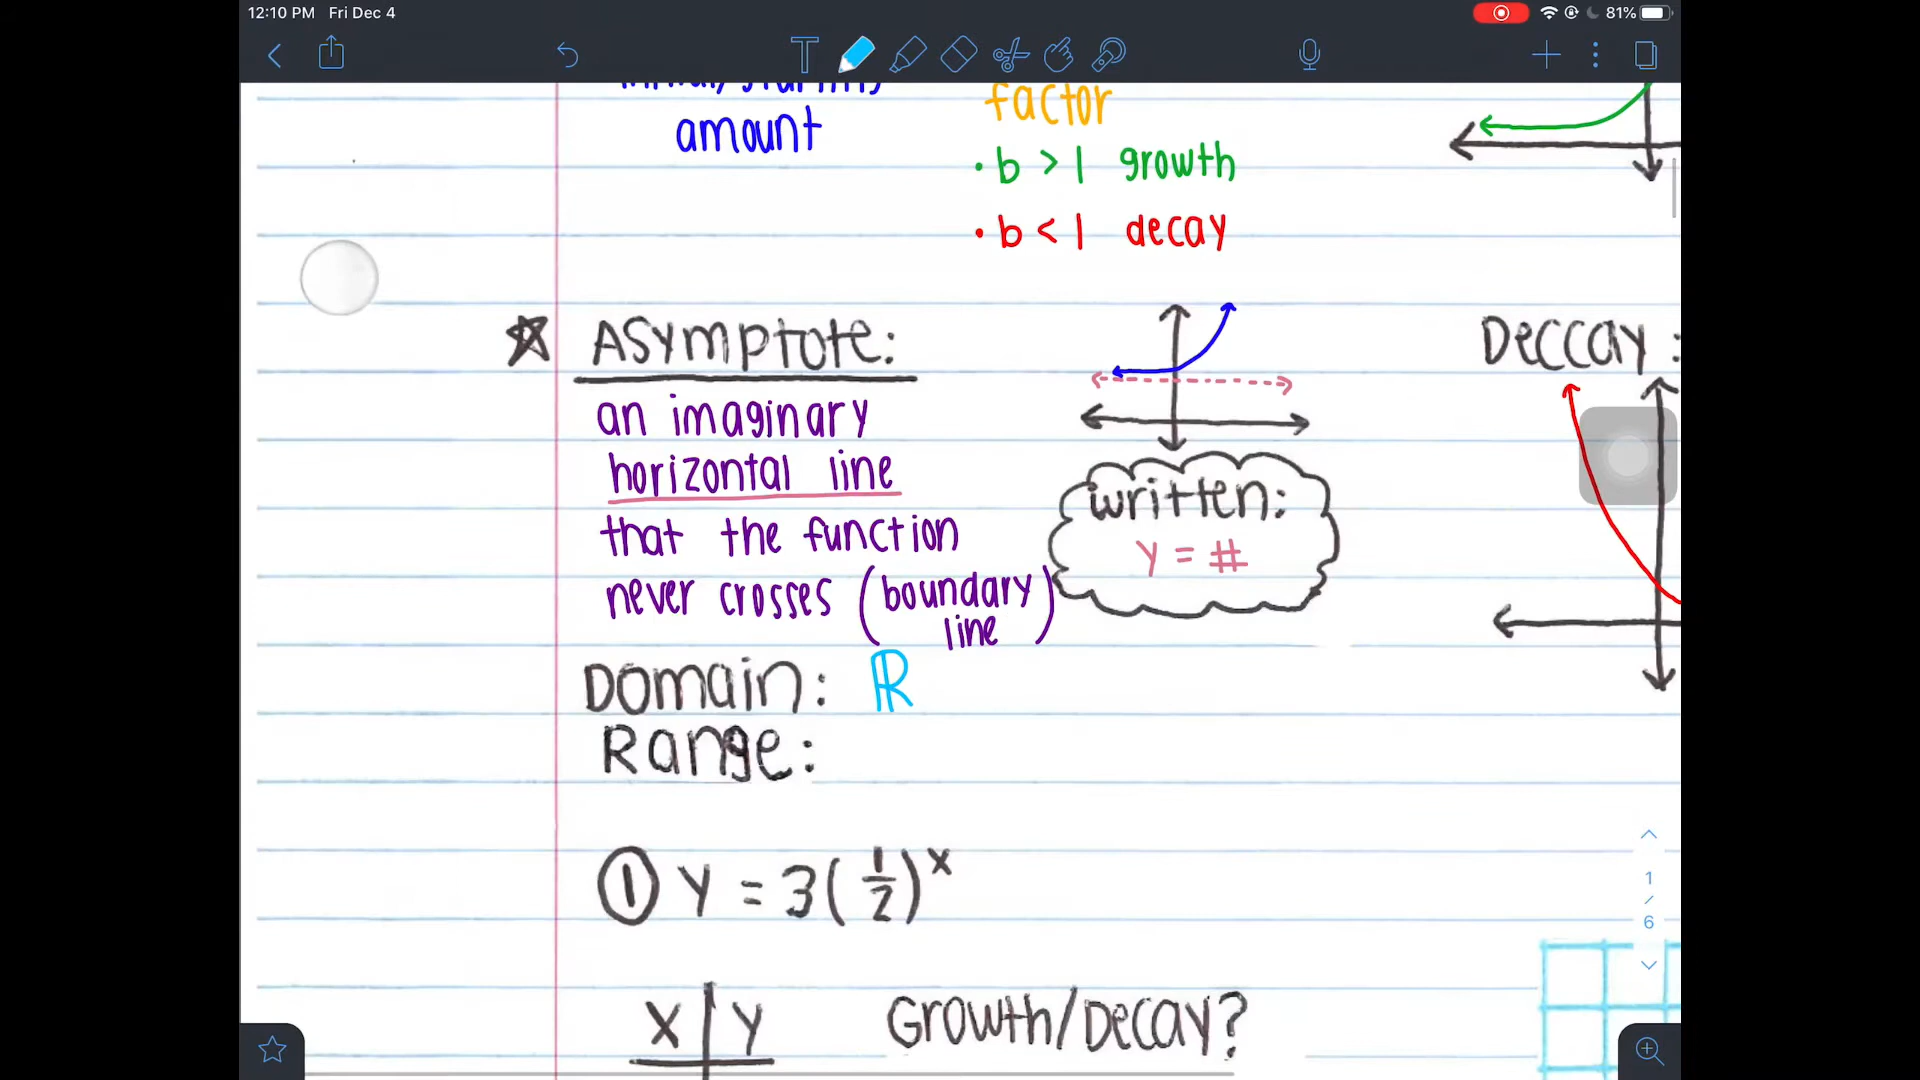 12:10 PM Fri Dec 4
81%
amount
factor
• b > 1 growth
• b < 1 decay
Asymptote:
an imaginary
horizontal line
that the function
never crosses (boundary
line)
written:
y = #
Deccay:
Domain: ℝ
Range:
① y = 3(1/2)^x
x | y
Growth/Decay?
1
/
6